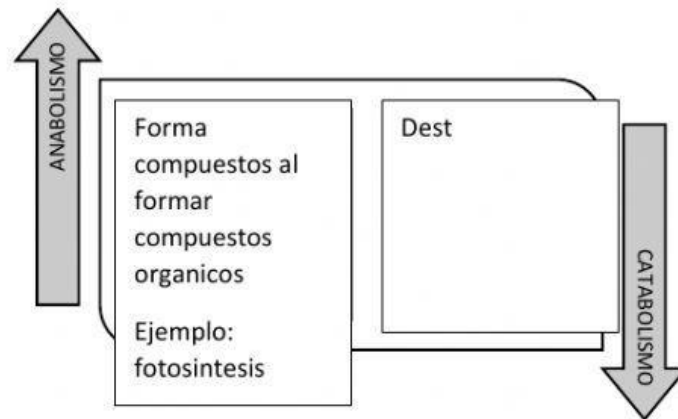 ANABOLISMO
Forma
compuestos al
formar
compuestos
organicos
Ejemplo:
fotosintesis
Dest
CATABOLISMO